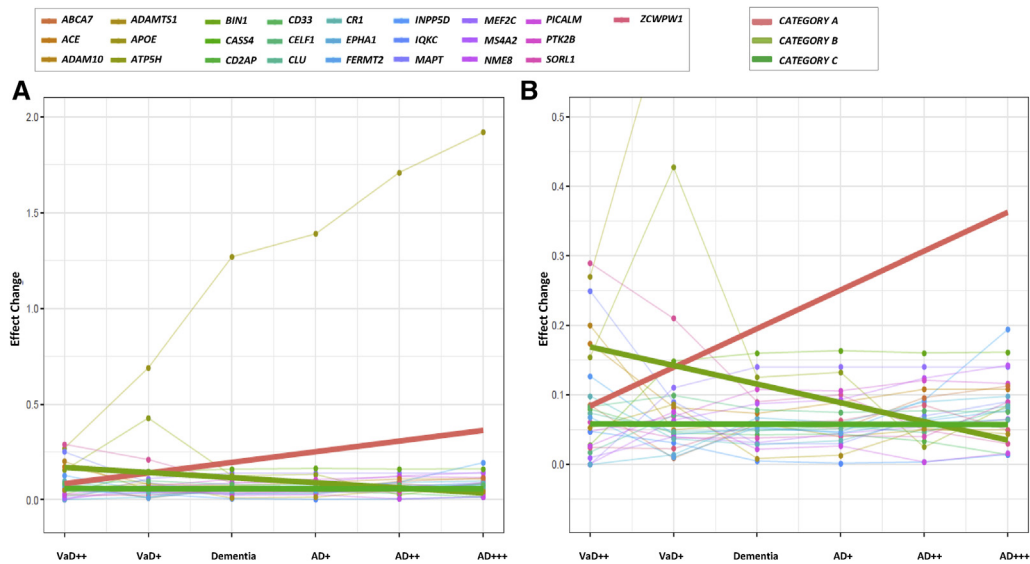 ABCA7 ADAMTS1 BIN1 CD33 CR1 INPP5D MEF2C PICALM ZCWPW1
ACE APOE CASS4 CELF1 EPHA1 IQKC MS4A2 PTK2B
ADAM10 ATP5H CD2AP CLU FERMT2 MAPT NME8 SORL1
CATEGORY A
CATEGORY B
CATEGORY C
A
2.0
1.5
1.0
0.5
0.0
Effect Change
VaD++ VaD+ Dementia AD+ AD++ AD+++
B
0.5
0.4
0.3
0.2
0.1
0.0
Effect Change
VaD++ VaD+ Dementia AD+ AD++ AD+++